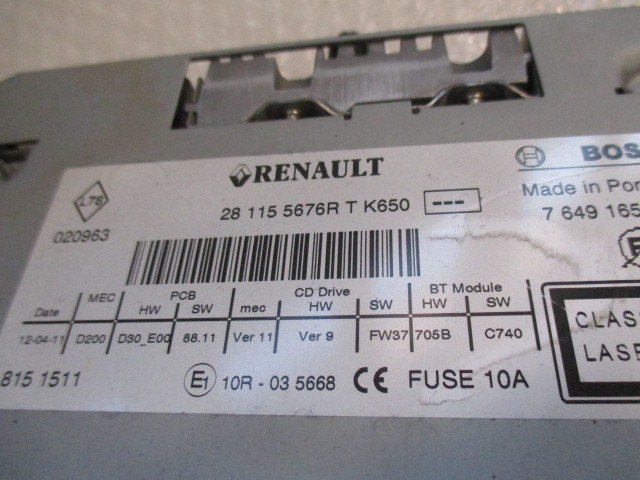 RENAULT
BOS
28 115 5676R T K650 ---
Made in Por
7 649 165
L78
020963
MEC PCB CD Drive BT Module
Date HW SW mec HW SW HW SW
12-04-11 D200 D30_E00 88.11 Ver 11 Ver 9 FW37 705B C740
CLAS
LASE
815 1511
E1 10R - 03 5668 CE FUSE 10A